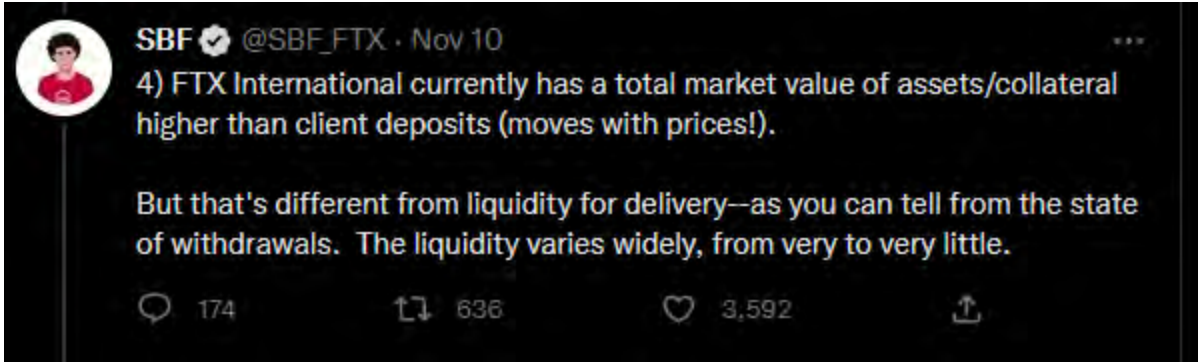 SBF @SBF_FTX · Nov 10
4) FTX International currently has a total market value of assets/collateral
higher than client deposits (moves with prices!).
But that's different from liquidity for delivery--as you can tell from the state
of withdrawals.  The liquidity varies widely, from very to very little.
174 636 3,592